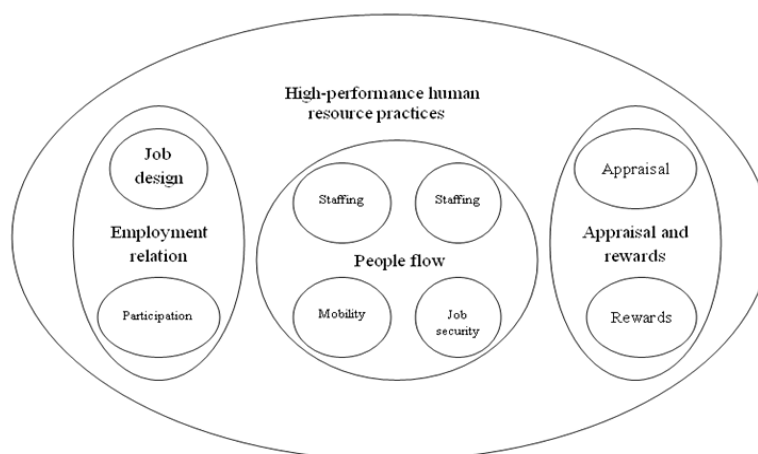 High-performance human
resource practices
Job
design
Employment
relation
Participation
Staffing
Staffing
People flow
Mobility
Job
security
Appraisal
Appraisal and
rewards
Rewards